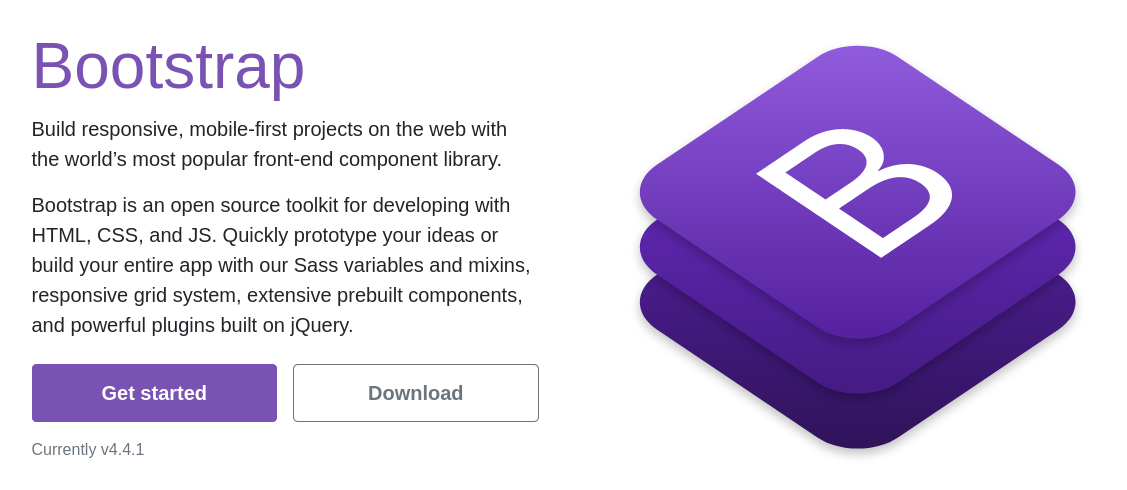 Bootstrap
Build responsive, mobile-first projects on the web with
the world’s most popular front-end component library.
Bootstrap is an open source toolkit for developing with
HTML, CSS, and JS. Quickly prototype your ideas or
build your entire app with our Sass variables and mixins,
responsive grid system, extensive prebuilt components,
and powerful plugins built on jQuery.
Get started
Download
Currently v4.4.1
B